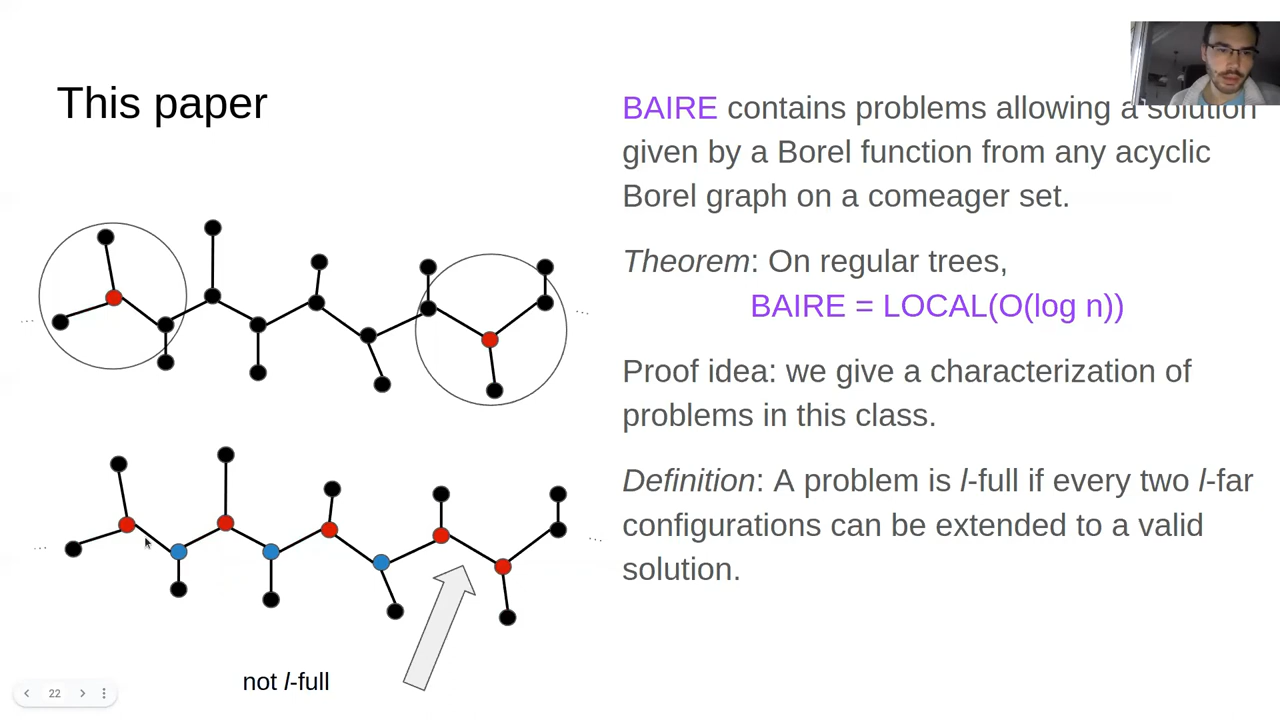 This paper
BAIRE contains problems allowing a solution
given by a Borel function from any acyclic
Borel graph on a comeager set.
Theorem: On regular trees,
BAIRE = LOCAL(O(log n))
Proof idea: we give a characterization of
problems in this class.
Definition: A problem is l-full if every two l-far
configurations can be extended to a valid
solution.
...
...
...
...
not l-full
22